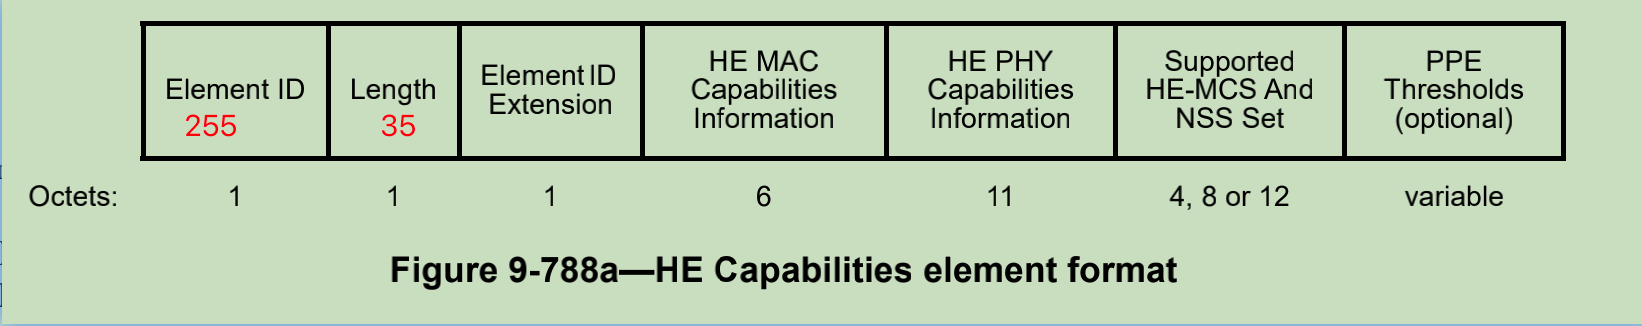 Element ID
255
Length
35
Element ID
Extension
HE MAC
Capabilities
Information
HE PHY
Capabilities
Information
Supported
HE-MCS And
NSS Set
PPE
Thresholds
(optional)
Octets: 1 1 1 6 11 4, 8 or 12 variable
Figure 9-788a—HE Capabilities element format